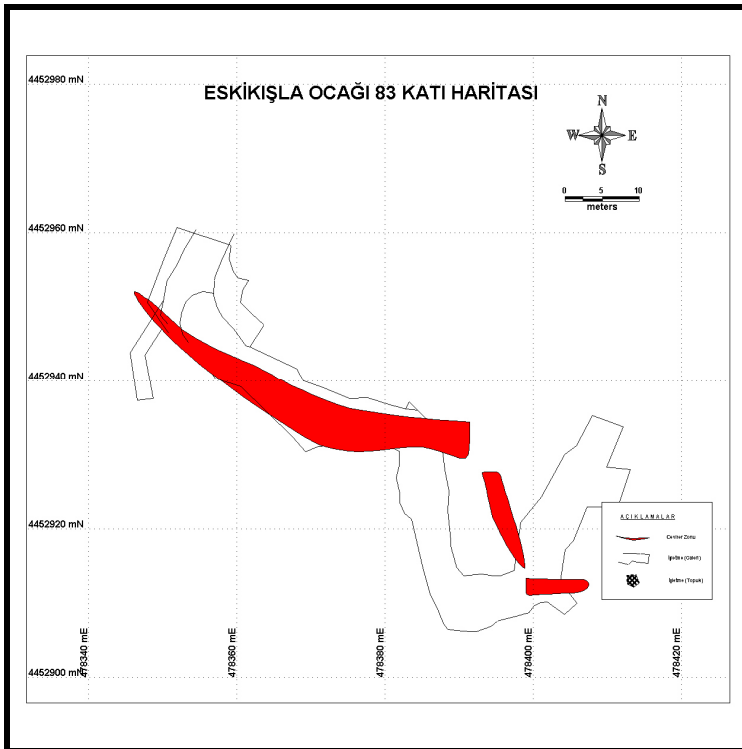 4452980 mN
ESKİKIŞLA OCAĞI 83 KATI HARİTASI
N
W E
S
0 5 10
meters
4452960 mN
4452940 mN
4452920 mN
AÇIKLAMALAR
Cevher Zonu
İşletme (Galeri)
İşletme (Topuk)
4452900 mN
478340 mE
478360 mE
478380 mE
478400 mE
478420 mE